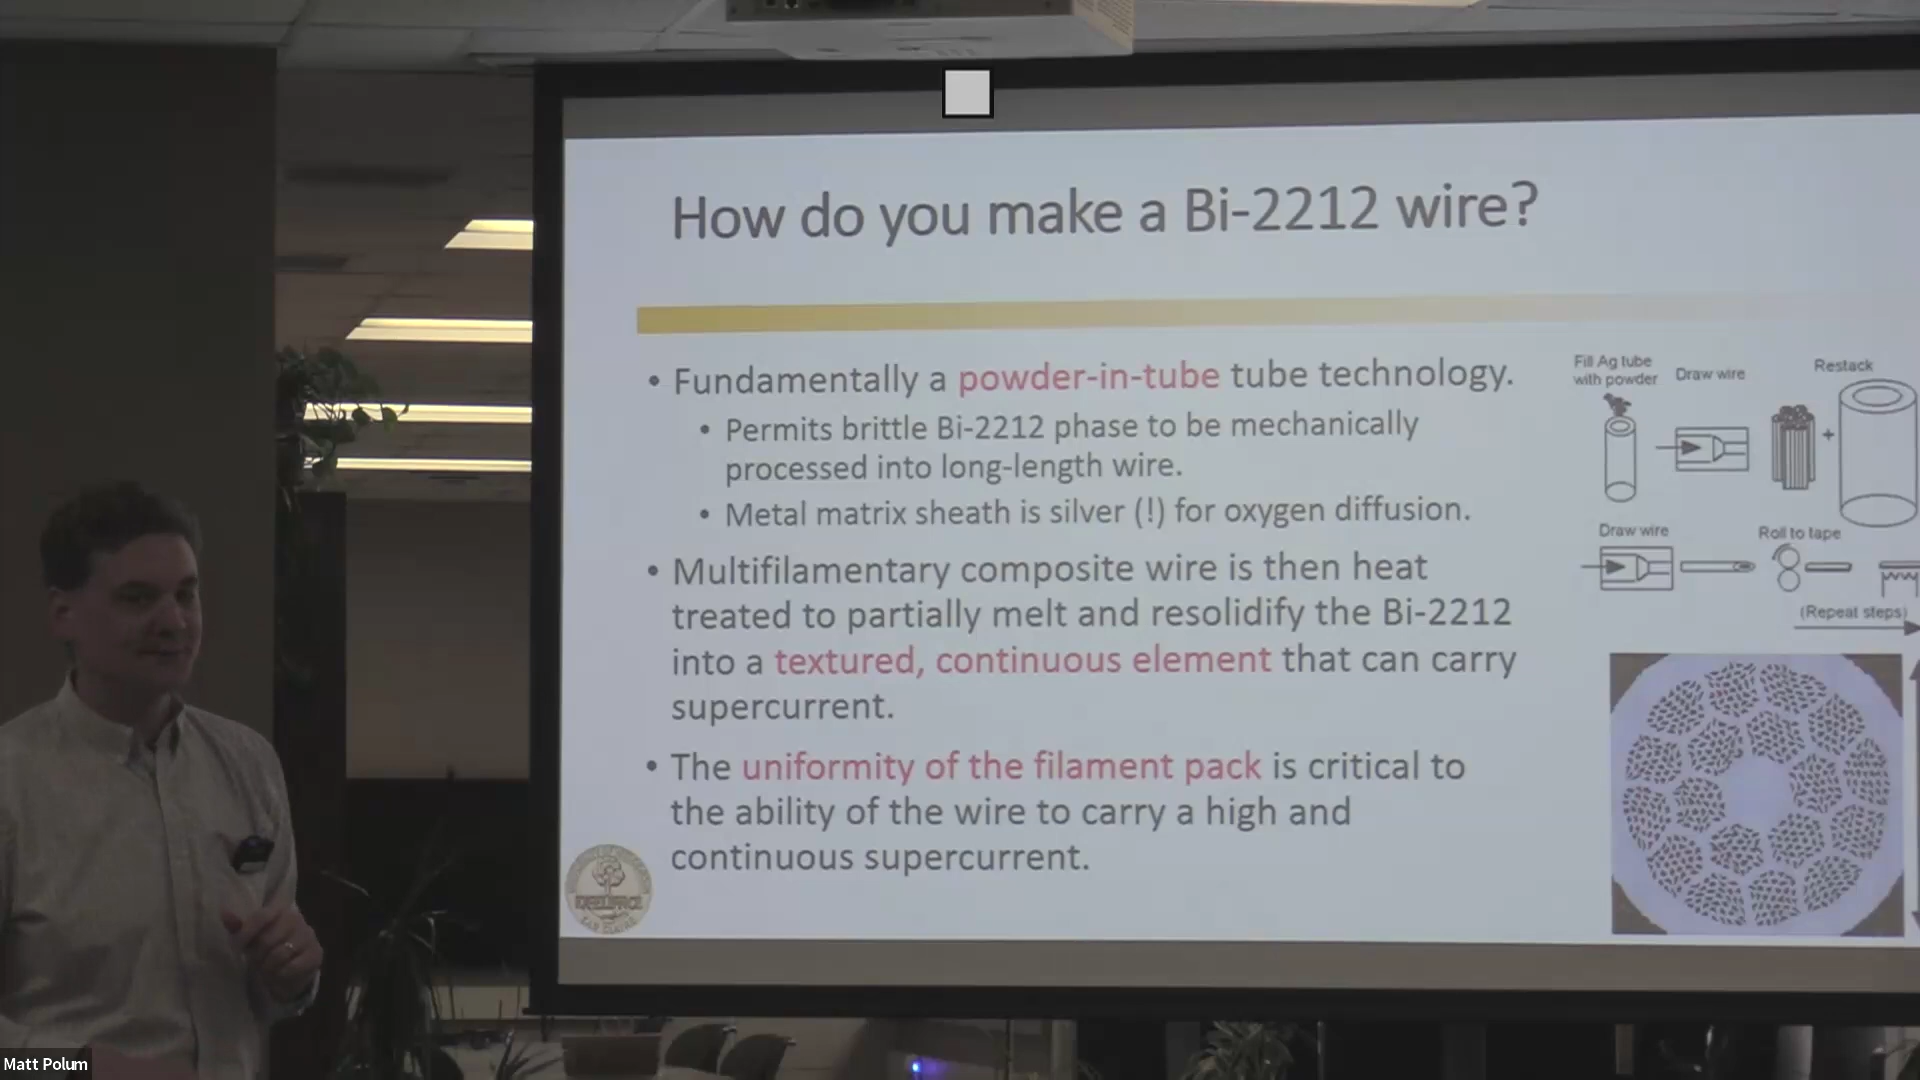 How do you make a Bi-2212 wire?
• Fundamentally a powder-in-tube tube technology.
• Permits brittle Bi-2212 phase to be mechanically
processed into long-length wire.
• Metal matrix sheath is silver (!) for oxygen diffusion.
• Multifilamentary composite wire is then heat
treated to partially melt and resolidify the Bi-2212
into a textured, continuous element that can carry
supercurrent.
• The uniformity of the filament pack is critical to
the ability of the wire to carry a high and
continuous supercurrent.
Fill Ag tube
with powder
Draw wire
Restack
+
Draw wire
Roll to tape
(Repeat steps)
Matt Polum